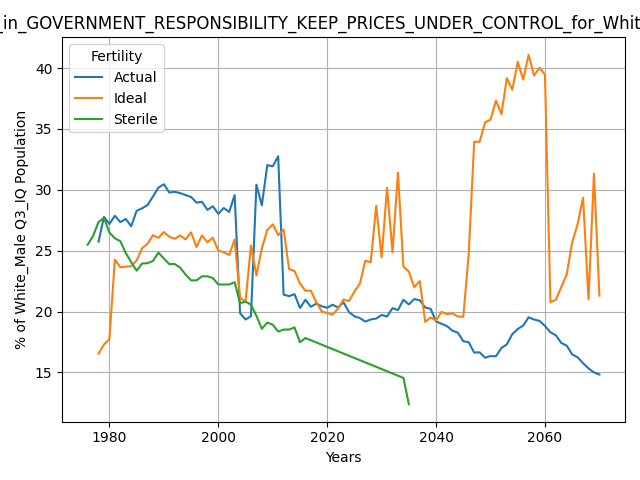 _in_GOVERNMENT_RESPONSIBILITY_KEEP_PRICES_UNDER_CONTROL_for_Whit
Fertility
Actual
Ideal
Sterile
% of White_Male Q3_IQ Population
40
35
30
25
20
15
1980 2000 2020 2040 2060
Years